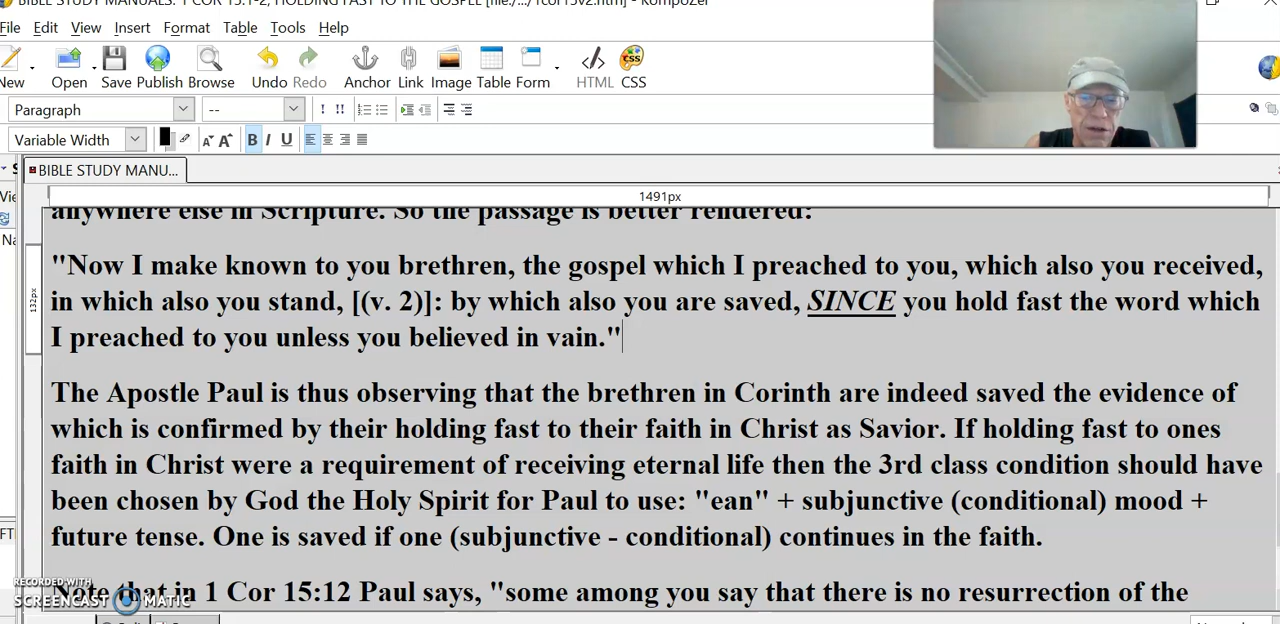 BIBLE STUDY MANUALS: 1 COR 15:1-2, HOLDING FAST TO THE GOSPEL [file:/.../1cor15v2.htm] - KompoZer
File Edit View Insert Format Table Tools Help
New Open Save Publish Browse Undo Redo Anchor Link Image Table Form HTML CSS
Paragraph -- ! !!
Variable Width A A B I U
BIBLE STUDY MANU...
1491px
132px
anywhere else in Scripture. So the passage is better rendered:
"Now I make known to you brethren, the gospel which I preached to you, which also you received,
in which also you stand, [(v. 2)]: by which also you are saved, SINCE you hold fast the word which
I preached to you unless you believed in vain."
The Apostle Paul is thus observing that the brethren in Corinth are indeed saved the evidence of
which is confirmed by their holding fast to their faith in Christ as Savior. If holding fast to ones
faith in Christ were a requirement of receiving eternal life then the 3rd class condition should have
been chosen by God the Holy Spirit for Paul to use: "ean" + subjunctive (conditional) mood +
future tense. One is saved if one (subjunctive - conditional) continues in the faith.
Note that in 1 Cor 15:12 Paul says, "some among you say that there is no resurrection of the
RECORDED WITH
SCREENCAST MATIC